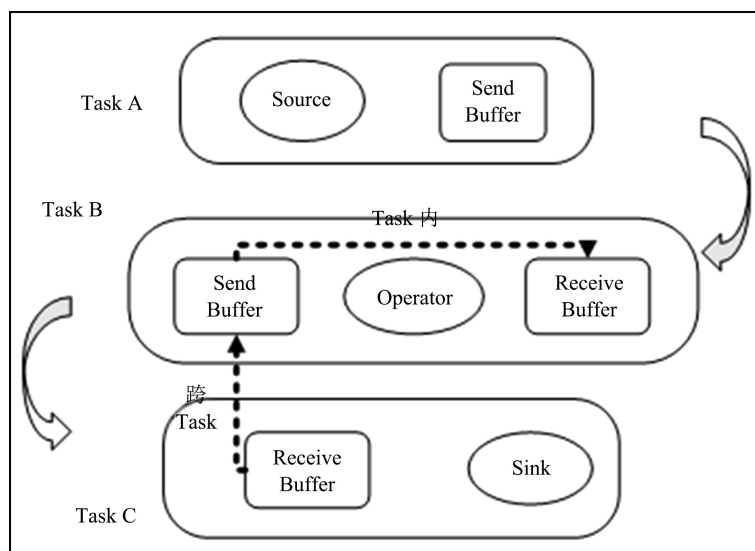 Task A
Source
Send
Buffer
Task B
Task 内
Send
Buffer
Operator
Receive
Buffer
跨
Task
Receive
Buffer
Sink
Task C